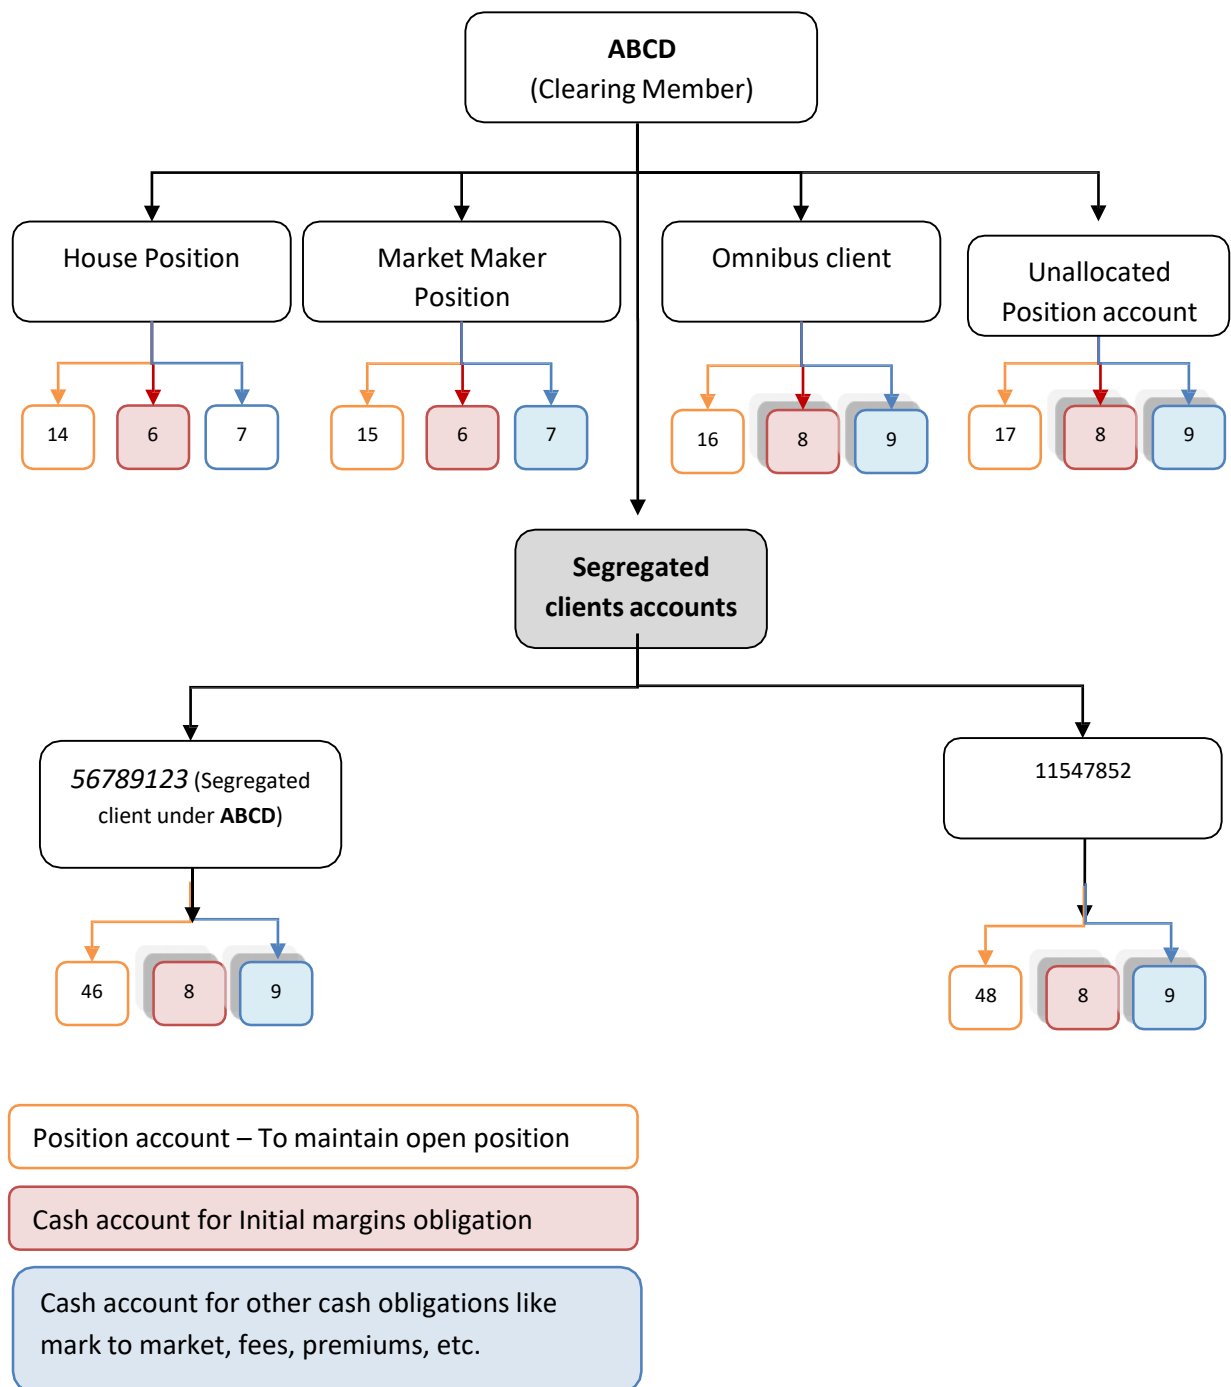 ABCD
(Clearing Member)
House Position
Market Maker
Position
Omnibus client
Unallocated
Position account
14
6
7
15
6
7
16
8
9
17
8
9
Segregated
clients accounts
56789123 (Segregated
client under ABCD)
11547852
46
8
9
48
8
9
Position account – To maintain open position
Cash account for Initial margins obligation
Cash account for other cash obligations like
mark to market, fees, premiums, etc.